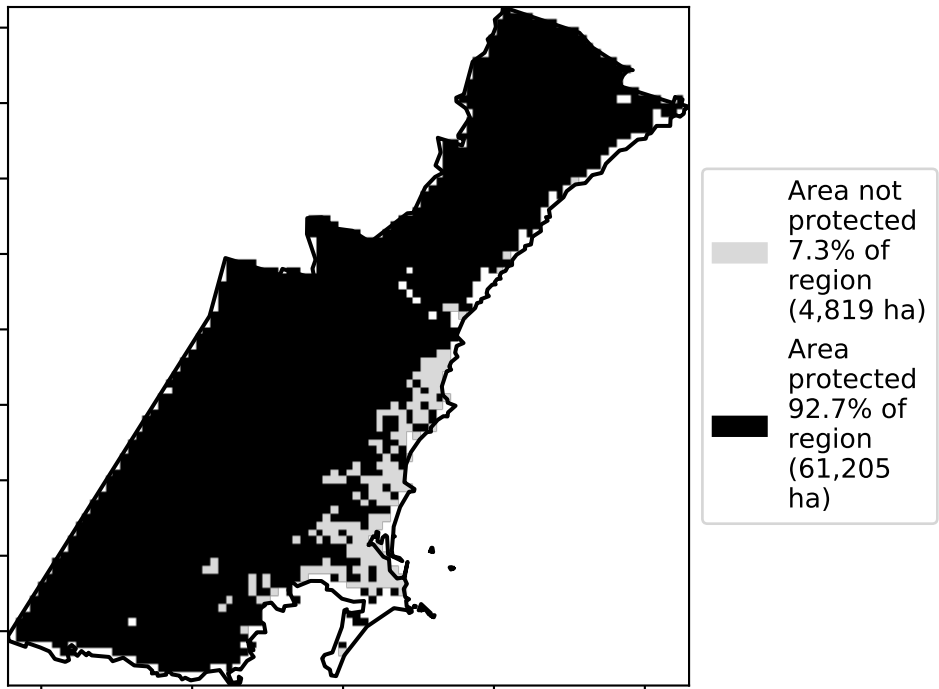 Area not
protected
7.3% of
region
(4,819 ha)
Area
protected
92.7% of
region
(61,205
ha)